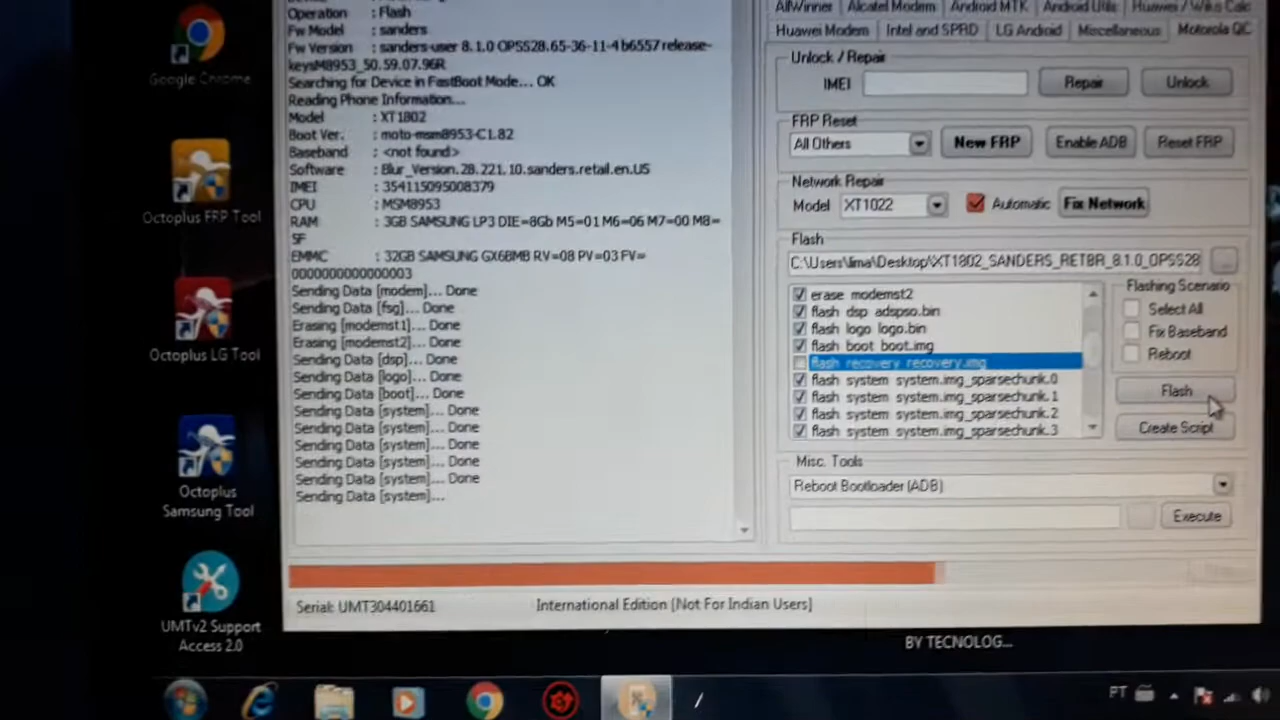 Google Chrome
Octoplus FRP Tool
Octoplus LG Tool
Octoplus
Samsung Tool
UMTv2 Support
Access 2.0
Operation : Flash
Fw Model : sanders
Fw Version : sanders-user 8.1.0 OPSS28.65-36-11-4 b6557 release-
keysM8953_50.59.07.96R
Searching for Device in FastBoot Mode... OK
Reading Phone Information...
Model : XT1802
Boot Ver. : moto-msm8953-C1.82
Baseband : <not found>
Software : Blur_Version.28.221.10.sanders.retail.en.US
IMEI : 354115095008379
CPU : MSM8953
RAM : 3GB SAMSUNG LP3 DIE=8Gb M5=01 M6=06 M7=00 M8=
5F
EMMC : 32GB SAMSUNG GX6BMB RV=08 PV=03 FV=
0000000000000003
Sending Data [modem]... Done
Sending Data [fsg]... Done
Erasing [modemst1]... Done
Erasing [modemst2]... Done
Sending Data [dsp]... Done
Sending Data [logo]... Done
Sending Data [boot]... Done
Sending Data [system]... Done
Sending Data [system]... Done
Sending Data [system]... Done
Sending Data [system]... Done
Sending Data [system]... Done
Sending Data [system]...
AllWinner Alcatel Modem Android MTK Android Utils Huawei / Wiko Calc
Huawei Modem Intel and SPRD LG Android Miscellaneous Motorola QC
Unlock / Repair
IMEI Repair Unlock
FRP Reset
All Others New FRP Enable ADB Reset FRP
Network Repair
Model XT1022 Automatic Fix Network
Flash
C:\Users\lima\Desktop\XT1802_SANDERS_RETBR_8.1.0_OPSS28 ...
erase modemst2
flash dsp adspso.bin
flash logo logo.bin
flash boot boot.img
flash recovery recovery.img
flash system system.img_sparsechunk.0
flash system system.img_sparsechunk.1
flash system system.img_sparsechunk.2
flash system system.img_sparsechunk.3
Flashing Scenario
Select All
Fix Baseband
Reboot
Flash
Create Script
Misc. Tools
Reboot Bootloader (ADB)
Execute
Serial: UMT304401661 International Edition [Not For Indian Users]
BY TECNOLOG...
PT